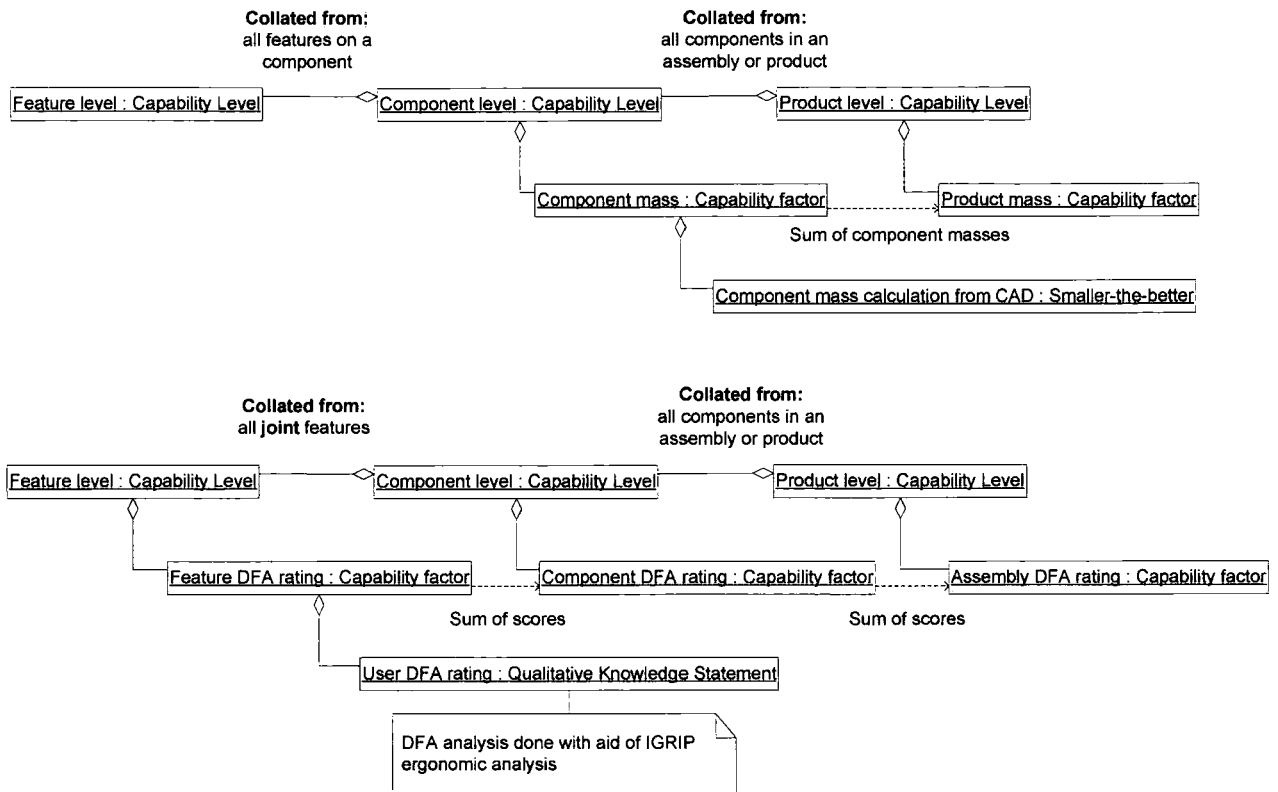 Collated from:
all features on a
component
Collated from:
all components in an
assembly or product
Feature level : Capability Level
Component level : Capability Level
Product level : Capability Level
Component mass : Capability factor
Product mass : Capability factor
Sum of component masses
Component mass calculation from CAD : Smaller-the-better
Collated from:
all joint features
Collated from:
all components in an
assembly or product
Feature level : Capability Level
Component level : Capability Level
Product level : Capability Level
Feature DFA rating : Capability factor
Component DFA rating : Capability factor
Assembly DFA rating : Capability factor
Sum of scores
Sum of scores
User DFA rating : Qualitative Knowledge Statement
DFA analysis done with aid of IGRIP
ergonomic analysis